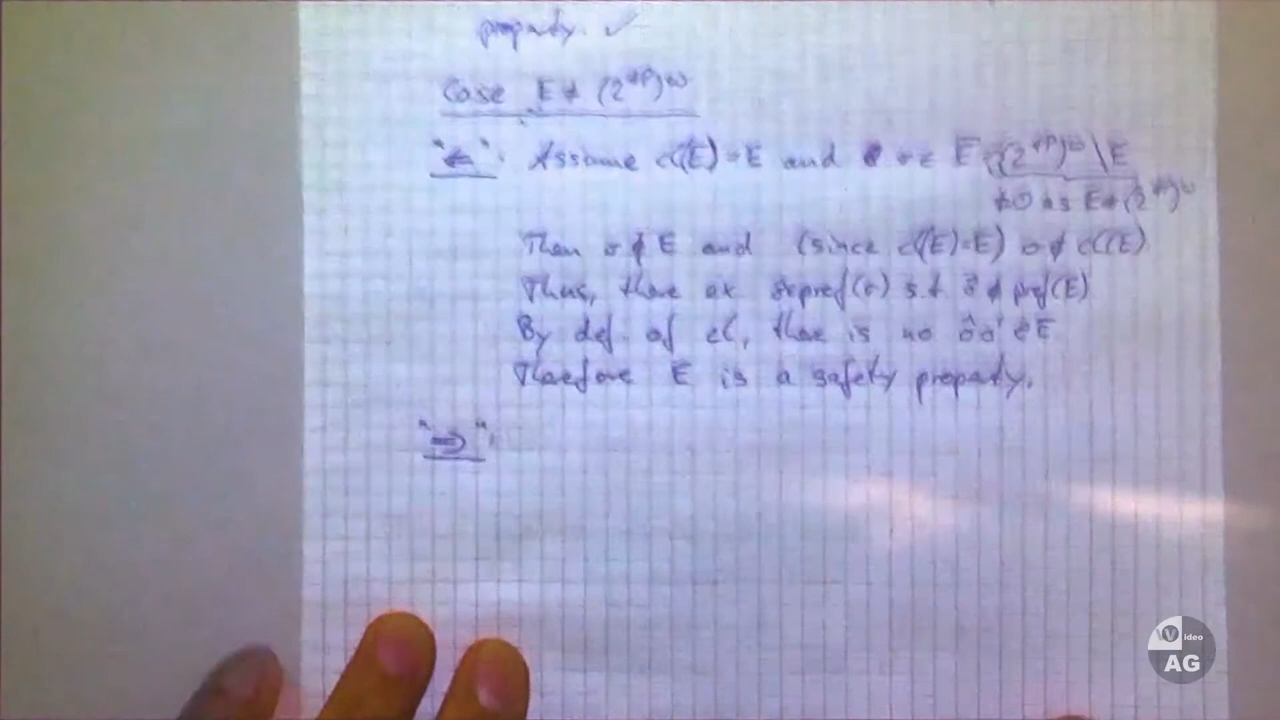 property. ✓
Case E ≠ (2^AP)^ω
"⇐": Assume cl(E) = E and σ ∈ Ē = (2^AP)^ω \ E
≠∅ as E≠(2^AP)^ω
Then σ ∉ E and (since cl(E)=E) σ ∉ cl(E)
Thus, there ex σ̂∈pref(σ) s.t. σ̂ ∉ pref(E)
By def. of cl, there is no σ̂σ' ∈ E
Therefore E is a safety property.
"⇒":
Video
AG